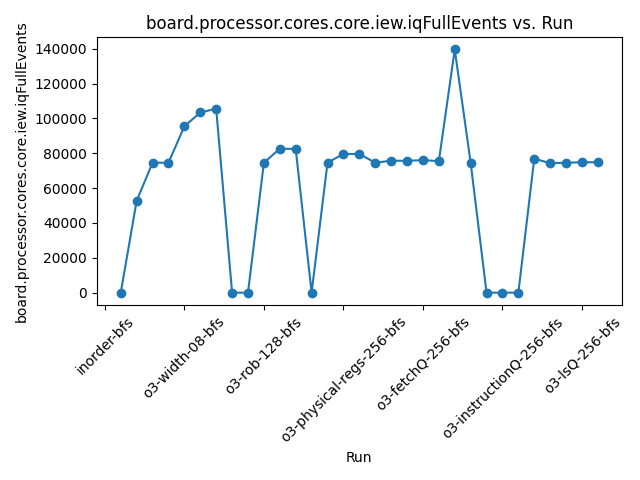 board.processor.cores.core.iew.iqFullEvents vs. Run
board.processor.cores.core.iew.iqFullEvents
140000
120000
100000
80000
60000
40000
20000
0
inorder-bfs
o3-width-08-bfs
o3-rob-128-bfs
o3-physical-regs-256-bfs
o3-fetchQ-256-bfs
o3-instructionQ-256-bfs
o3-lsQ-256-bfs
Run